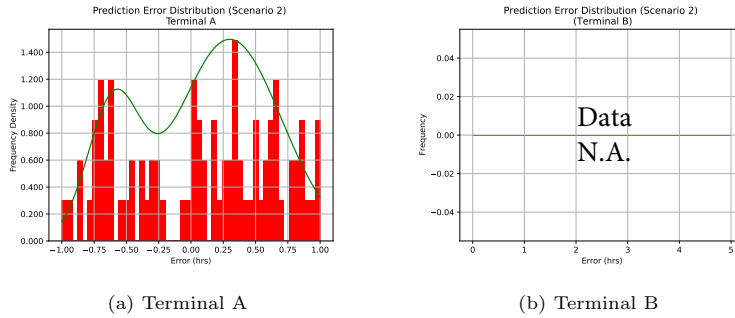 Prediction Error Distribution (Scenario 2)
Terminal A
1.400
1.200
1.000
0.800
0.600
0.400
0.200
0.000
Frequency Density
−1.00 −0.75 −0.50 −0.25 0.00 0.25 0.50 0.75 1.00
Error (hrs)
(a) Terminal A
Prediction Error Distribution (Scenario 2)
(Terminal B)
0.04
0.02
0.00
−0.02
−0.04
Frequency
Data
N.A.
0 1 2 3 4 5
Error (hrs)
(b) Terminal B